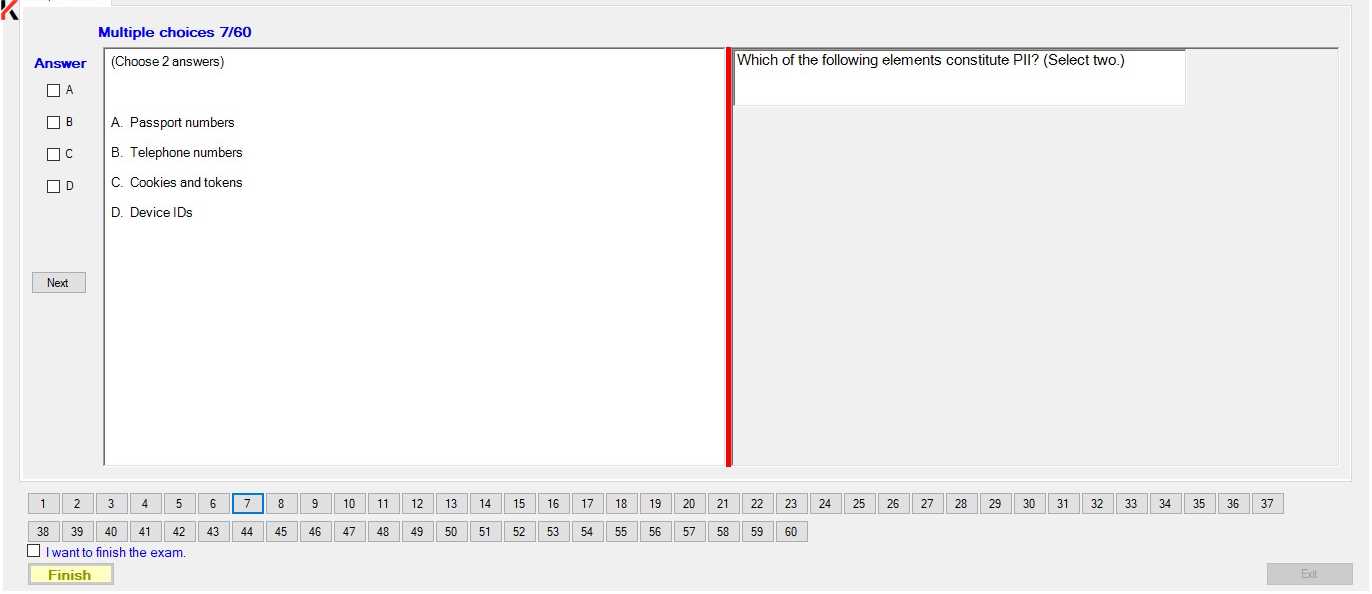 Multiple choices 7/60
Answer
A
B
C
D
Next
(Choose 2 answers)
A. Passport numbers
B. Telephone numbers
C. Cookies and tokens
D. Device IDs
Which of the following elements constitute PII? (Select two.)
1 2 3 4 5 6 7 8 9 10 11 12 13 14 15 16 17 18 19 20 21 22 23 24 25 26 27 28 29 30 31 32 33 34 35 36 37
38 39 40 41 42 43 44 45 46 47 48 49 50 51 52 53 54 55 56 57 58 59 60
I want to finish the exam.
Finish
Exit